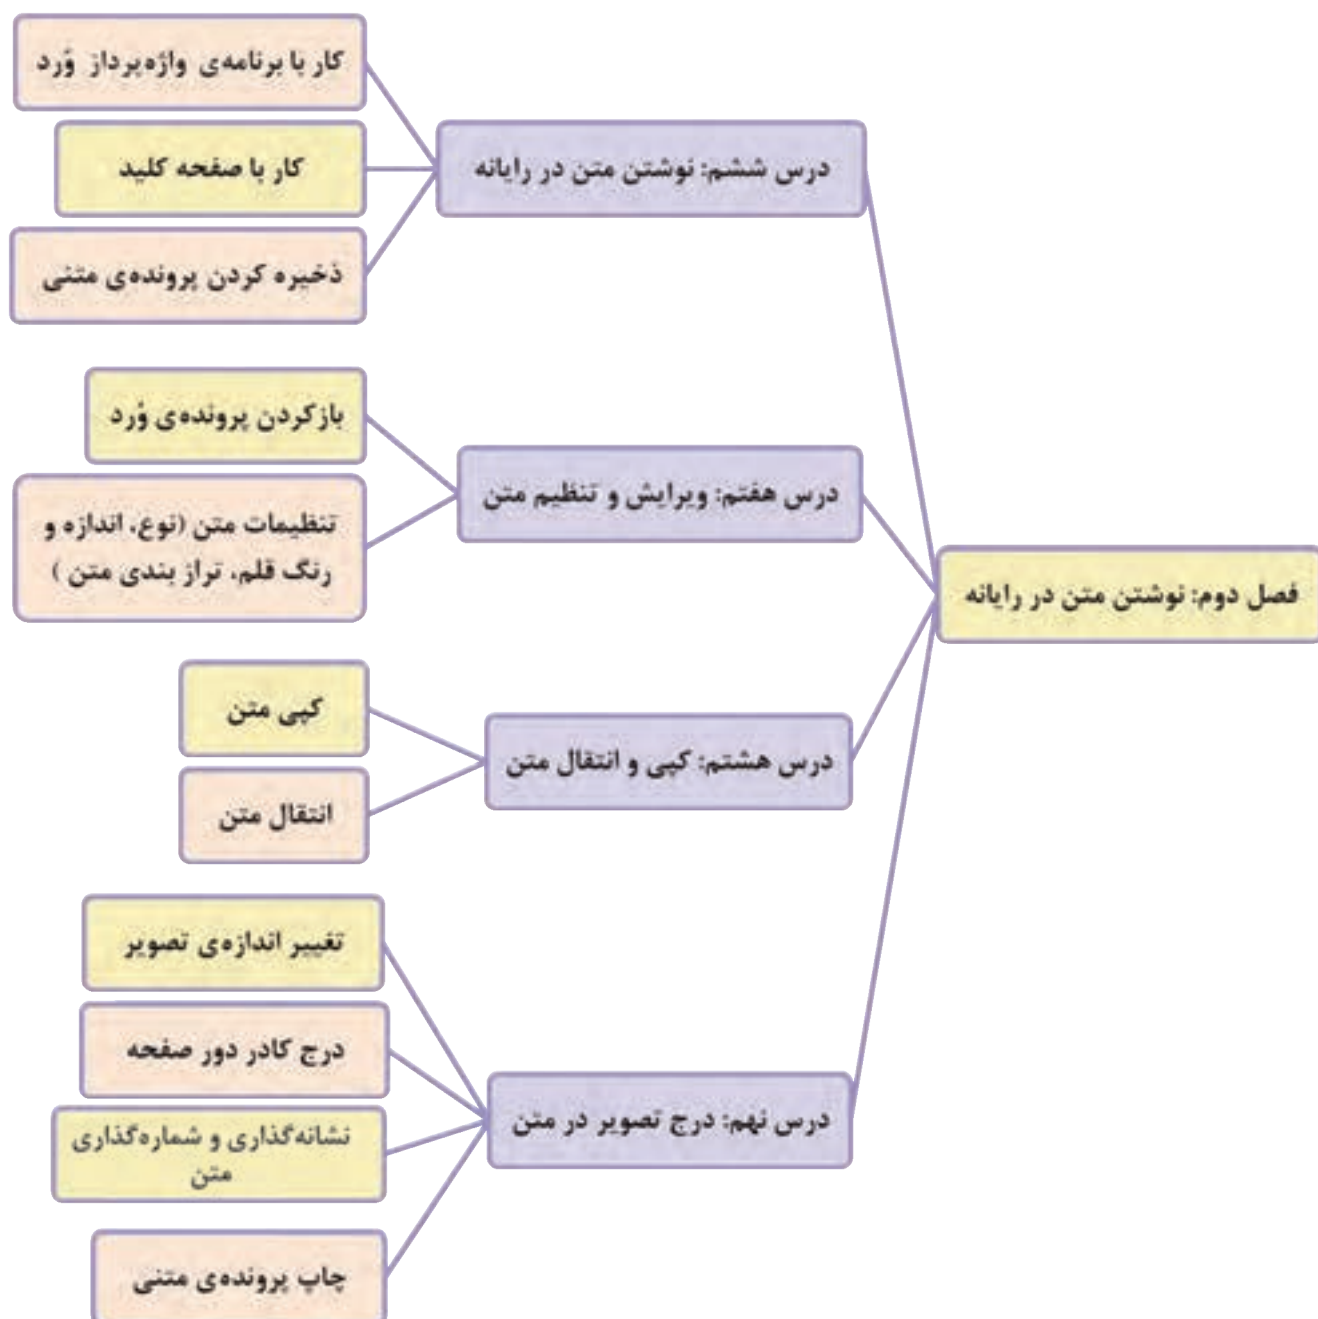 فصل دوم: نوشتن متن در رایانه
درس ششم: نوشتن متن در رایانه
کار با برنامه‌ی واژه‌پرداز وُرد
کار با صفحه کلید
ذخیره کردن پرونده‌ی متنی
درس هفتم: ویرایش و تنظیم متن
بازکردن پرونده‌ی وُرد
تنظیمات متن (نوع، اندازه و
رنگ قلم، تراز بندی متن )
درس هشتم: کپی و انتقال متن
کپی متن
انتقال متن
درس نهم: درج تصویر در متن
تغییر اندازه‌ی تصویر
درج کادر دور صفحه
نشانه‌گذاری و شماره‌گذاری
متن
چاپ پرونده‌ی متنی